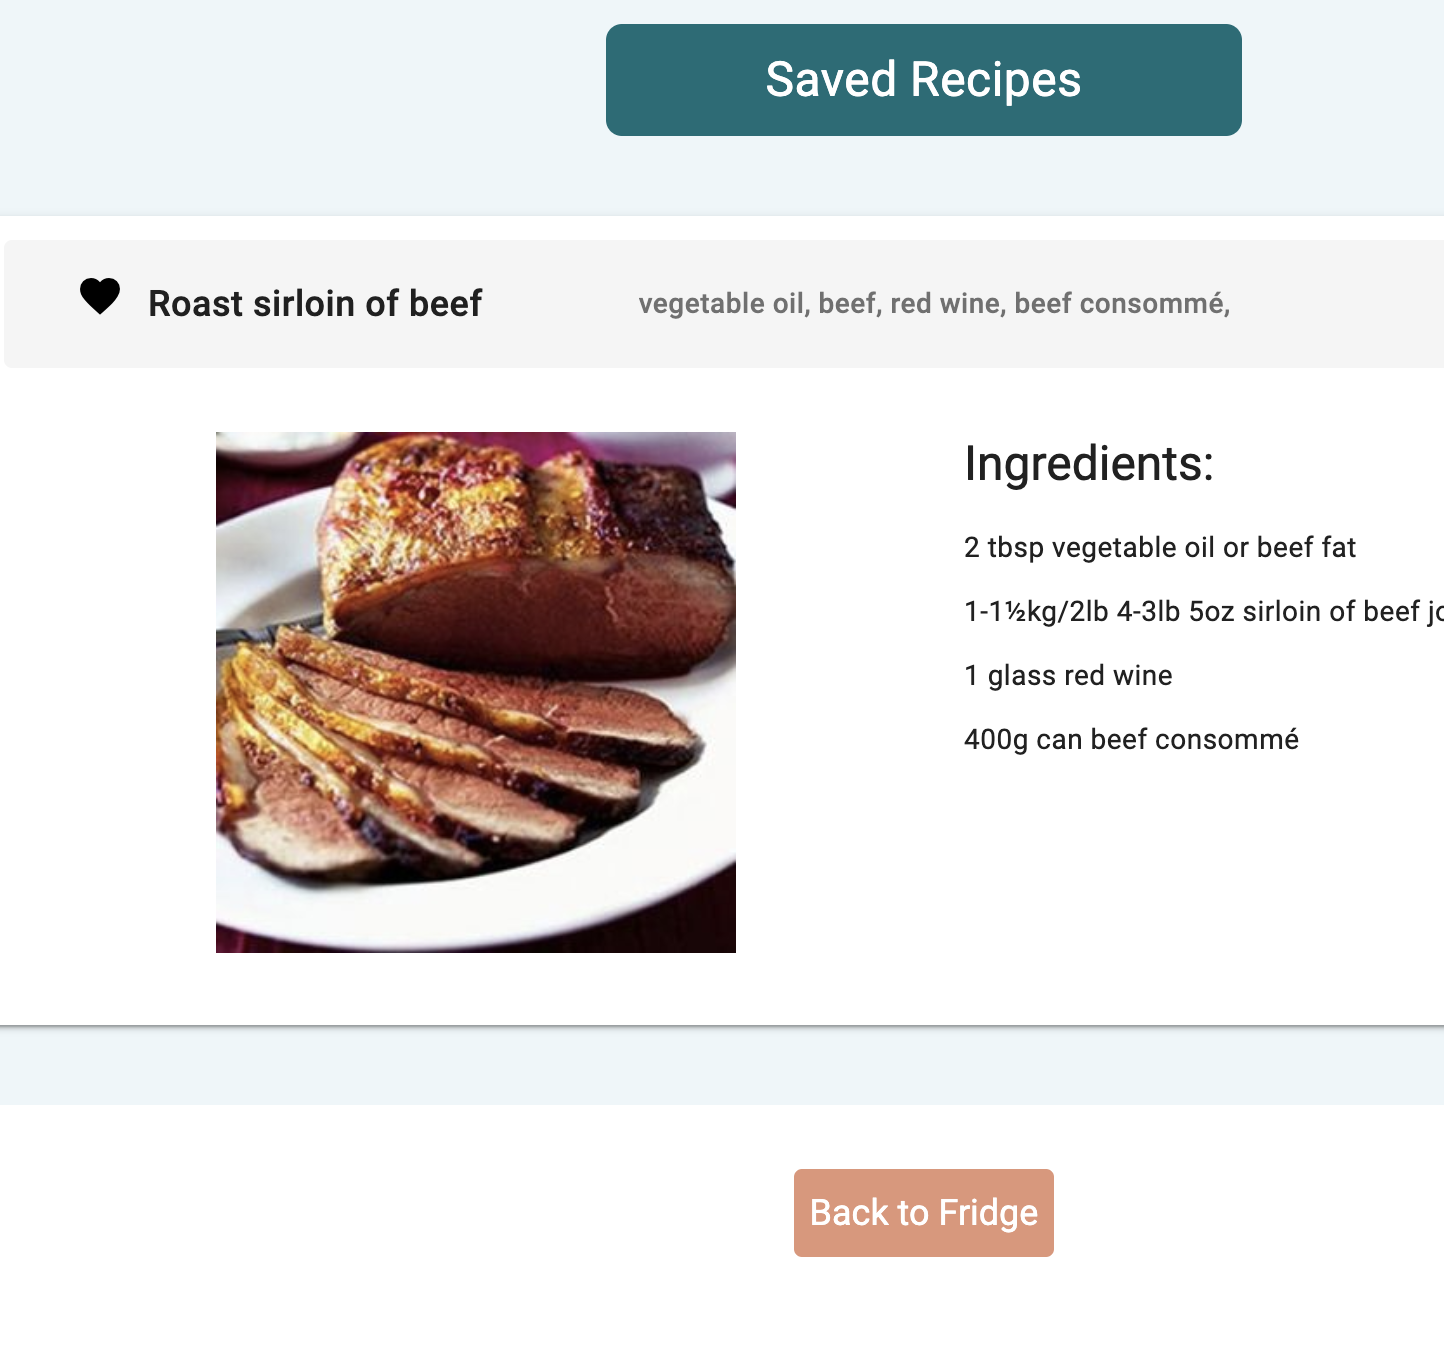 Saved Recipes
Roast sirloin of beef
vegetable oil, beef, red wine, beef consommé,
Ingredients:
2 tbsp vegetable oil or beef fat
1-1½kg/2lb 4-3lb 5oz sirloin of beef
1 glass red wine
400g can beef consommé
Back to Fridge